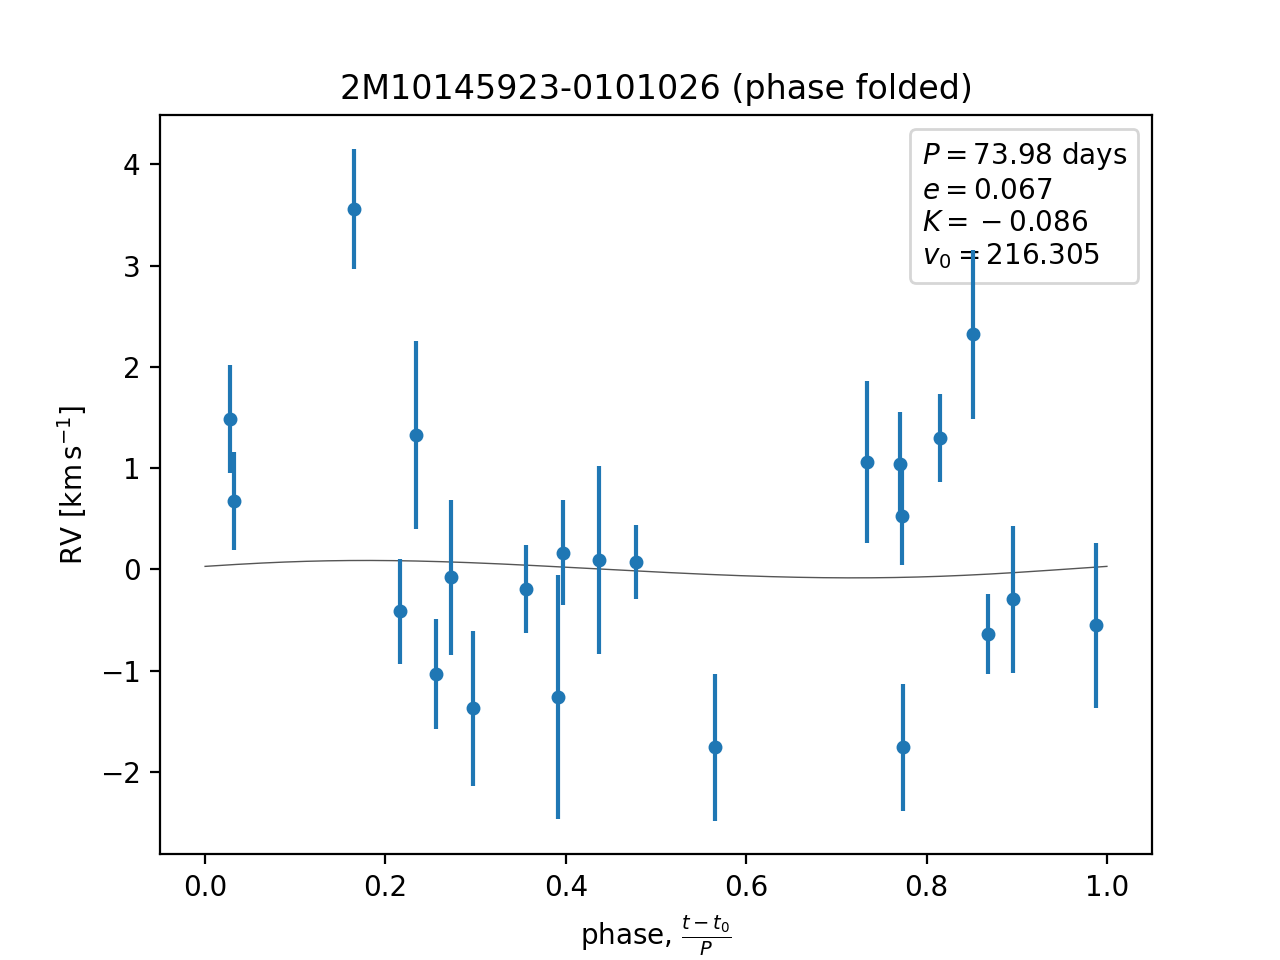 2M10145923-0101026 (phase folded)
P = 73.98 days
e = 0.067
K = −0.086
v₀ = 216.305
RV [km s⁻¹]
4
3
2
1
0
−1
−2
0.0 0.2 0.4 0.6 0.8 1.0
phase, (t − t₀)/P